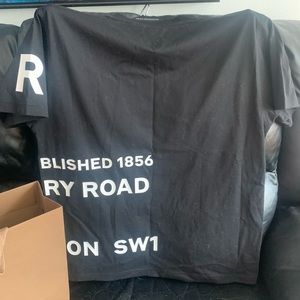 R
BLISHED 1856
RY ROAD
ON SW1